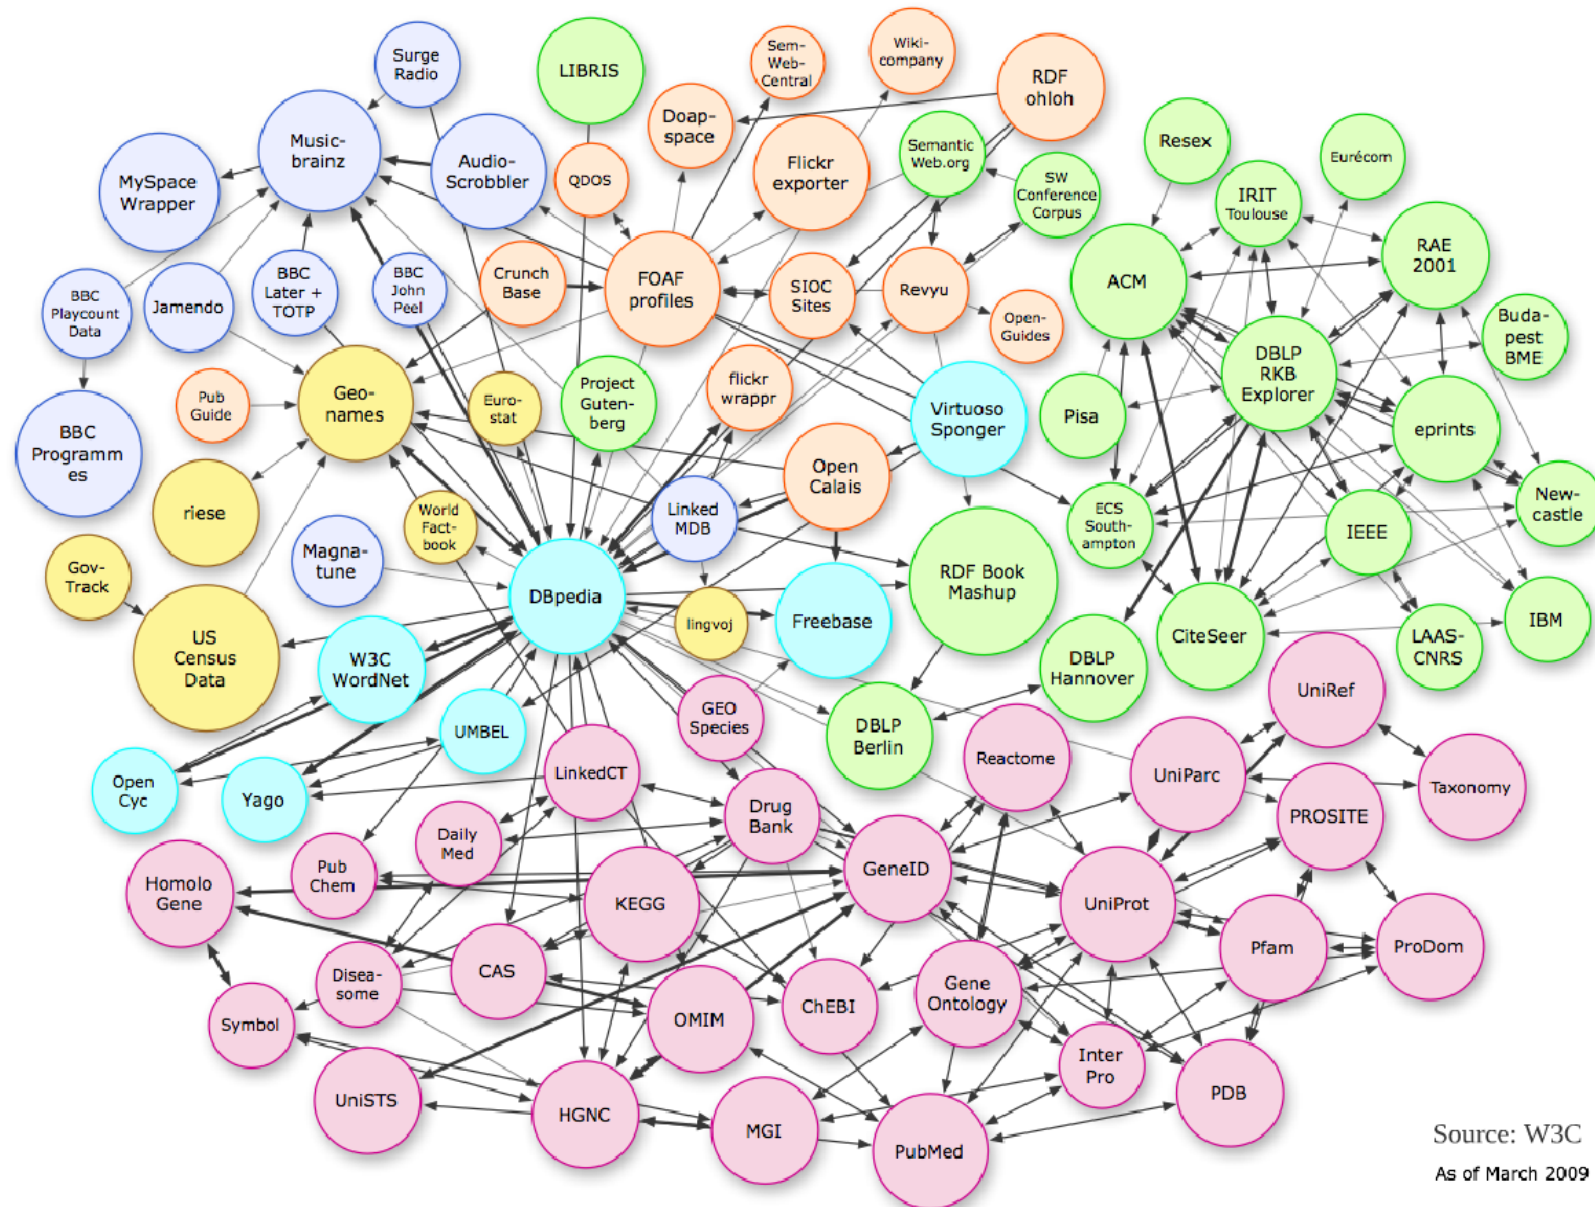 Surge
Radio
LIBRIS
Sem-
Web-
Central
Wiki-
company
RDF
ohloh
Music-
brainz
Audio-
Scrobbler
MySpace
Wrapper
QDOS
Doap-
space
Flickr
exporter
Semantic
Web.org
SW
Conference
Corpus
Resex
Eurécom
IRIT
Toulouse
RAE
2001
ACM
BBC
Playcount
Data
Jamendo
BBC
Later +
TOTP
BBC
John
Peel
Crunch
Base
FOAF
profiles
SIOC
Sites
Revyu
Open-
Guides
DBLP
RKB
Explorer
Buda-
pest
BME
Pub
Guide
Geo-
names
Euro-
stat
Project
Guten-
berg
flickr
wrappr
Virtuoso
Sponger
Pisa
eprints
BBC
Programm
es
riese
World
Fact-
book
Linked
MDB
Open
Calais
ECS
South-
ampton
IEEE
New-
castle
Gov-
Track
Magna-
tune
DBpedia
lingvoj
Freebase
RDF Book
Mashup
CiteSeer
LAAS-
CNRS
IBM
US
Census
Data
W3C
WordNet
GEO
Species
DBLP
Hannover
DBLP
Berlin
UniRef
UMBEL
Open
Cyc
Yago
LinkedCT
Drug
Bank
Reactome
UniParc
Taxonomy
PROSITE
Daily
Med
Homolo
Gene
Pub
Chem
KEGG
GeneID
UniProt
Pfam
ProDom
Disea-
some
CAS
ChEBI
Gene
Ontology
Symbol
OMIM
Inter
Pro
UniSTS
HGNC
MGI
PubMed
PDB
Source: W3C
As of March 2009